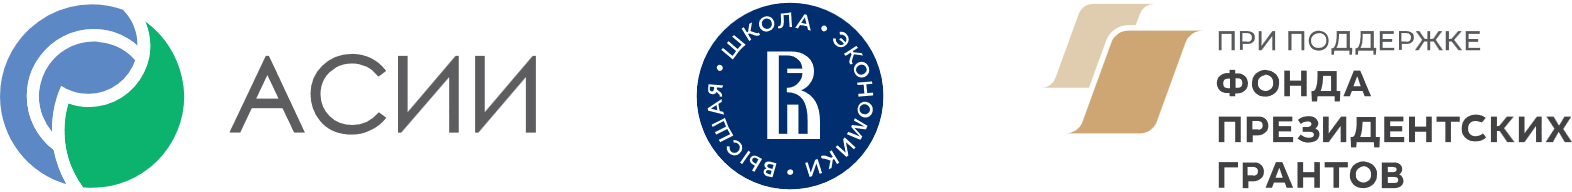 АСИИ
ВЫСШАЯ • ШКОЛА • ЭКОНОМИКИ •
ПРИ ПОДДЕРЖКЕ
ФОНДА
ПРЕЗИДЕНТСКИХ
ГРАНТОВ